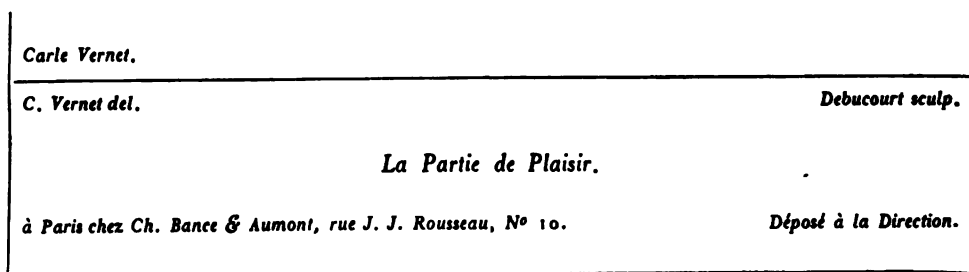 Carle Vernet.
C. Vernet del. Debucourt sculp.
La Partie de Plaisir.
à Paris chez Ch. Bance & Aumont, rue J. J. Rousseau, Nº 10. Déposé à la Direction.